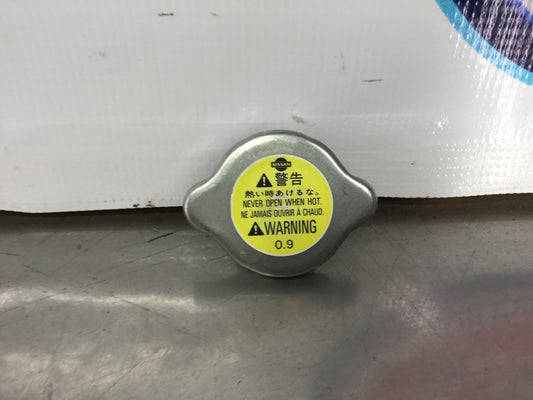 NISSAN
⚠警告
熱い時あけるな。
NEVER OPEN WHEN HOT.
NE JAMAIS OUVRIR À CHAUD.
⚠WARNING
0.9